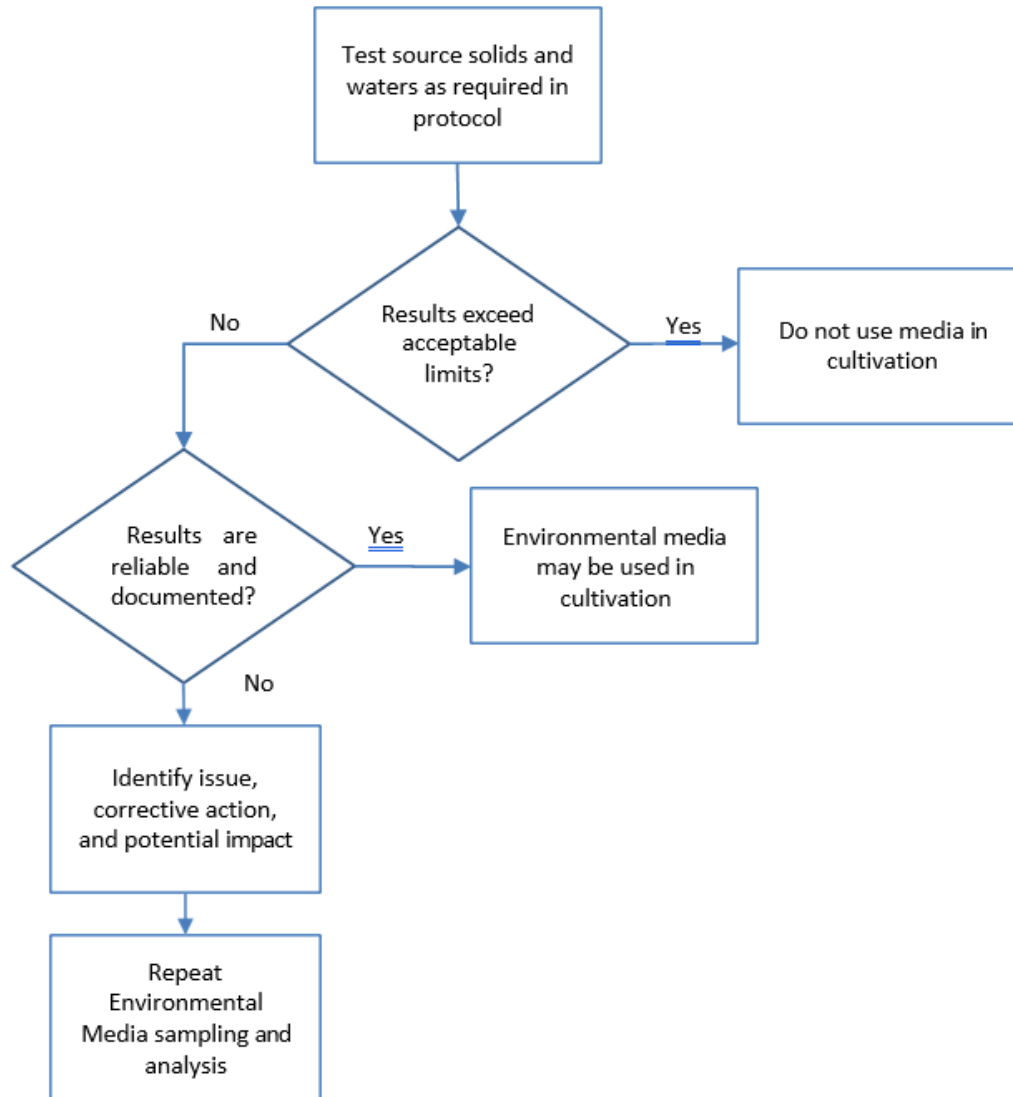 Test source solids and
waters as required in
protocol
Results exceed
acceptable
limits?
No
Yes
Do not use media in
cultivation
Results are
reliable and
documented?
Yes
Environmental media
may be used in
cultivation
No
Identify issue,
corrective action,
and potential impact
Repeat
Environmental
Media sampling and
analysis